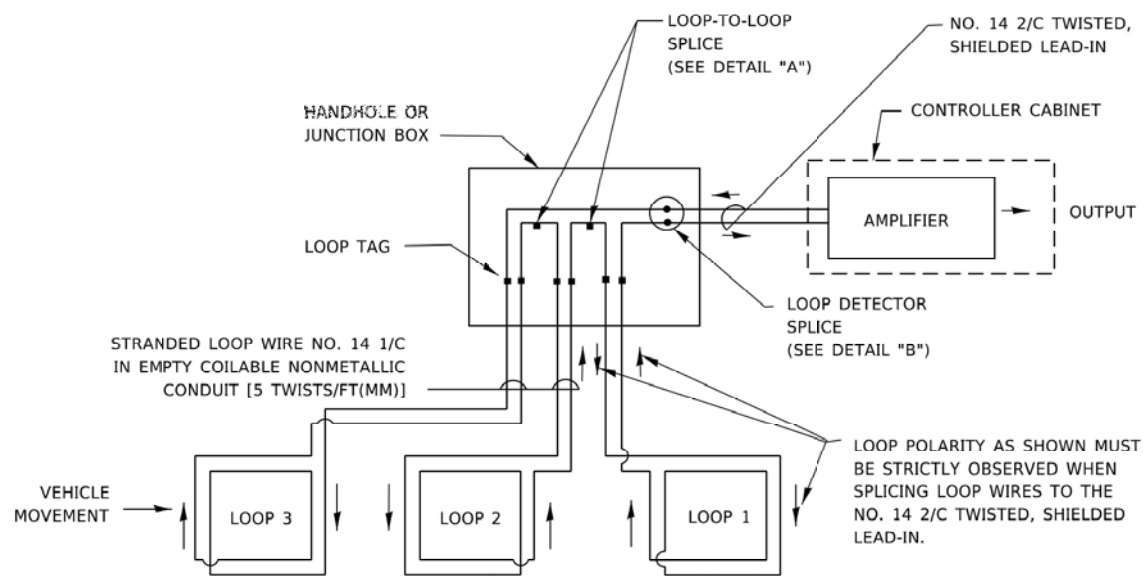 LOOP-TO-LOOP
SPLICE
(SEE DETAIL "A")
NO. 14 2/C TWISTED,
SHIELDED LEAD-IN
HANDHOLE OR
JUNCTION BOX
CONTROLLER CABINET
AMPLIFIER
OUTPUT
LOOP TAG
LOOP DETECTOR
SPLICE
(SEE DETAIL "B")
STRANDED LOOP WIRE NO. 14 1/C
IN EMPTY COILABLE NONMETALLIC
CONDUIT [5 TWISTS/FT(MM)]
LOOP POLARITY AS SHOWN MUST
BE STRICTLY OBSERVED WHEN
SPLICING LOOP WIRES TO THE
NO. 14 2/C TWISTED, SHIELDED
LEAD-IN.
VEHICLE
MOVEMENT
LOOP 3
LOOP 2
LOOP 1